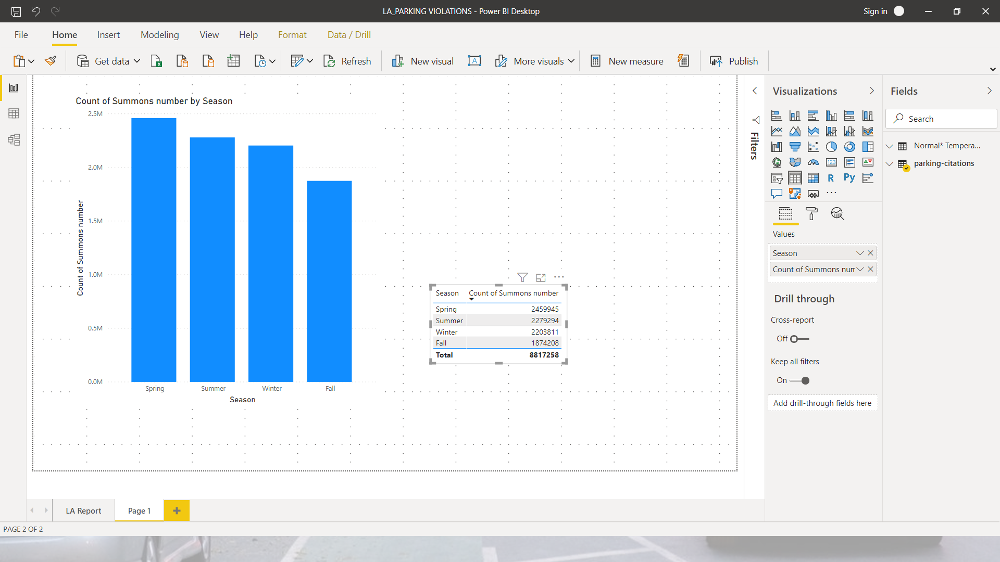 LA_PARKING VIOLATIONS - Power BI Desktop
Sign in
File Home Insert Modeling View Help Format Data / Drill
Get data
Refresh
New visual
A
More visuals
New measure
Publish
Count of Summons number by Season
2.5M
2.0M
1.5M
1.0M
0.5M
0.0M
Count of Summons number
Spring Summer Winter Fall
Season
Season Count of Summons number
Spring 2459945
Summer 2279294
Winter 2203811
Fall 1874208
Total 8817258
Filters
Visualizations
123
R Py
Values
Season
Count of Summons num
Drill through
Cross-report
Off
Keep all filters
On
Add drill-through fields here
Fields
Search
Normal* Tempera...
parking-citations
LA Report Page 1
PAGE 2 OF 2